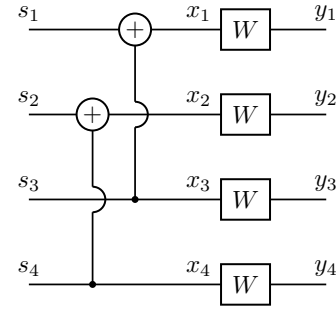 s₁ + x₁ W y₁
s₂ + x₂ W y₂
s₃ x₃ W y₃
s₄ x₄ W y₄